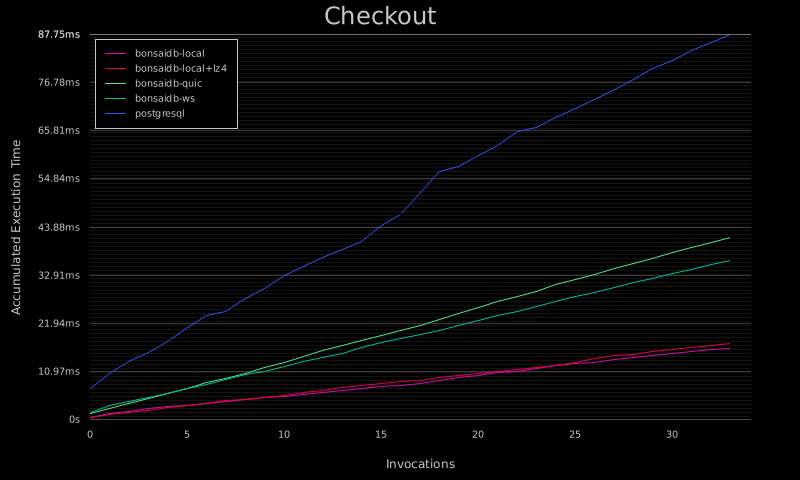 Checkout
87.75ms
76.78ms
65.81ms
54.84ms
43.88ms
32.91ms
21.94ms
10.97ms
0s
bonsaidb-local
bonsaidb-local+lz4
bonsaidb-quic
bonsaidb-ws
postgresql
Accumulated Execution Time
0 5 10 15 20 25 30
Invocations